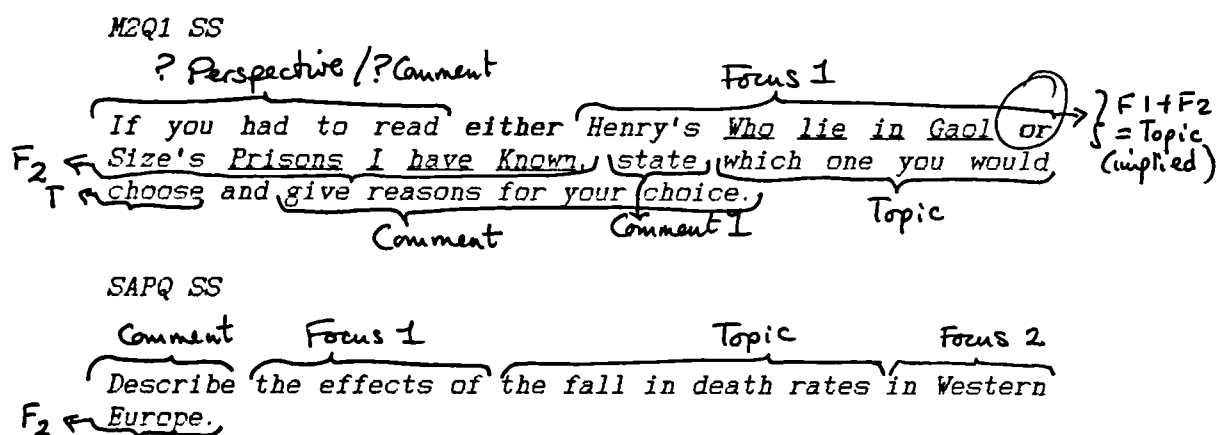 M2Q1 SS
? Perspective / ? Comment Focus 1
If you had to read either Henry's Who lie in Gaol or } F1+F2 = Topic (implied)
F2 Size's Prisons I have Known, state which one you would
T choose and give reasons for your choice.
Comment Comment 1 Topic
SAPQ SS
Comment Focus 1 Topic Focus 2
Describe the effects of the fall in death rates in Western
F2 Europe.